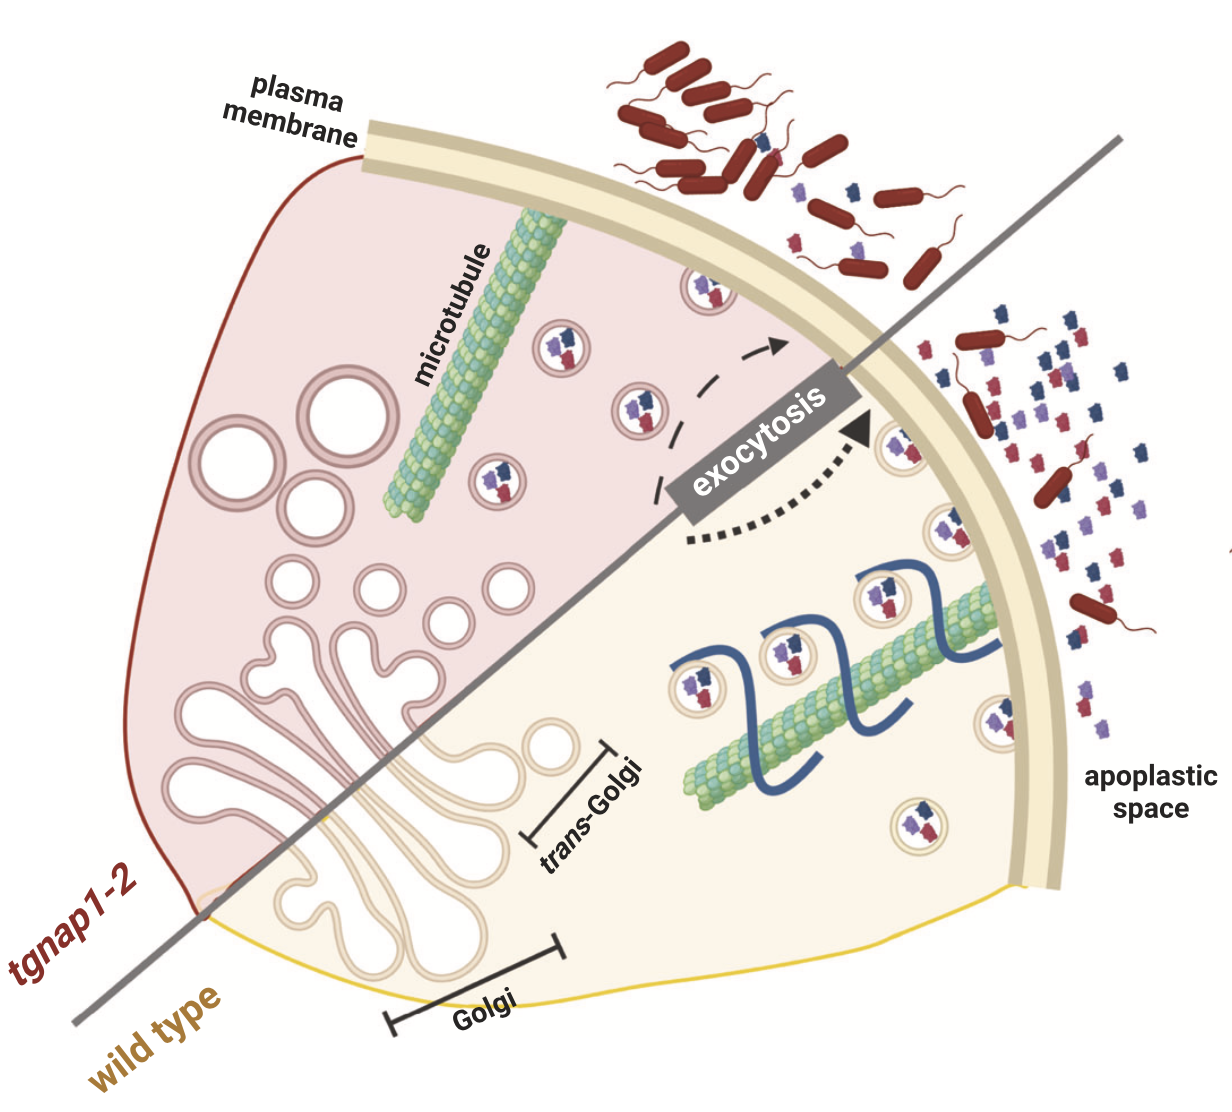 plasma
membrane
microtubule
exocytosis
trans-Golgi
apoplastic
space
tgnap1-2
wild type
Golgi